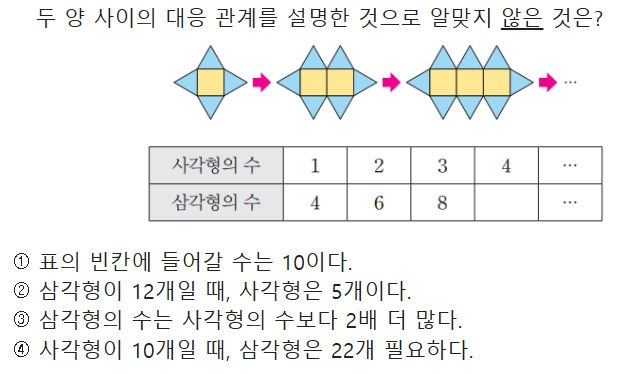 두 양 사이의 대응 관계를 설명한 것으로 알맞지 않은 것은?
...
사각형의 수 1 2 3 4 ...
삼각형의 수 4 6 8 ...
① 표의 빈칸에 들어갈 수는 10이다.
② 삼각형이 12개일 때, 사각형은 5개이다.
③ 삼각형의 수는 사각형의 수보다 2배 더 많다.
④ 사각형이 10개일 때, 삼각형은 22개 필요하다.